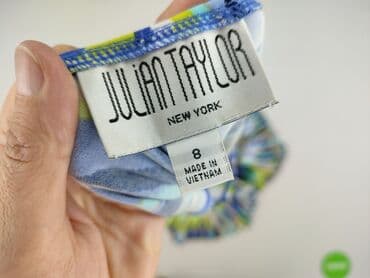 JULIAN TAYLOR
NEW YORK
8
MADE IN
VIETNAM